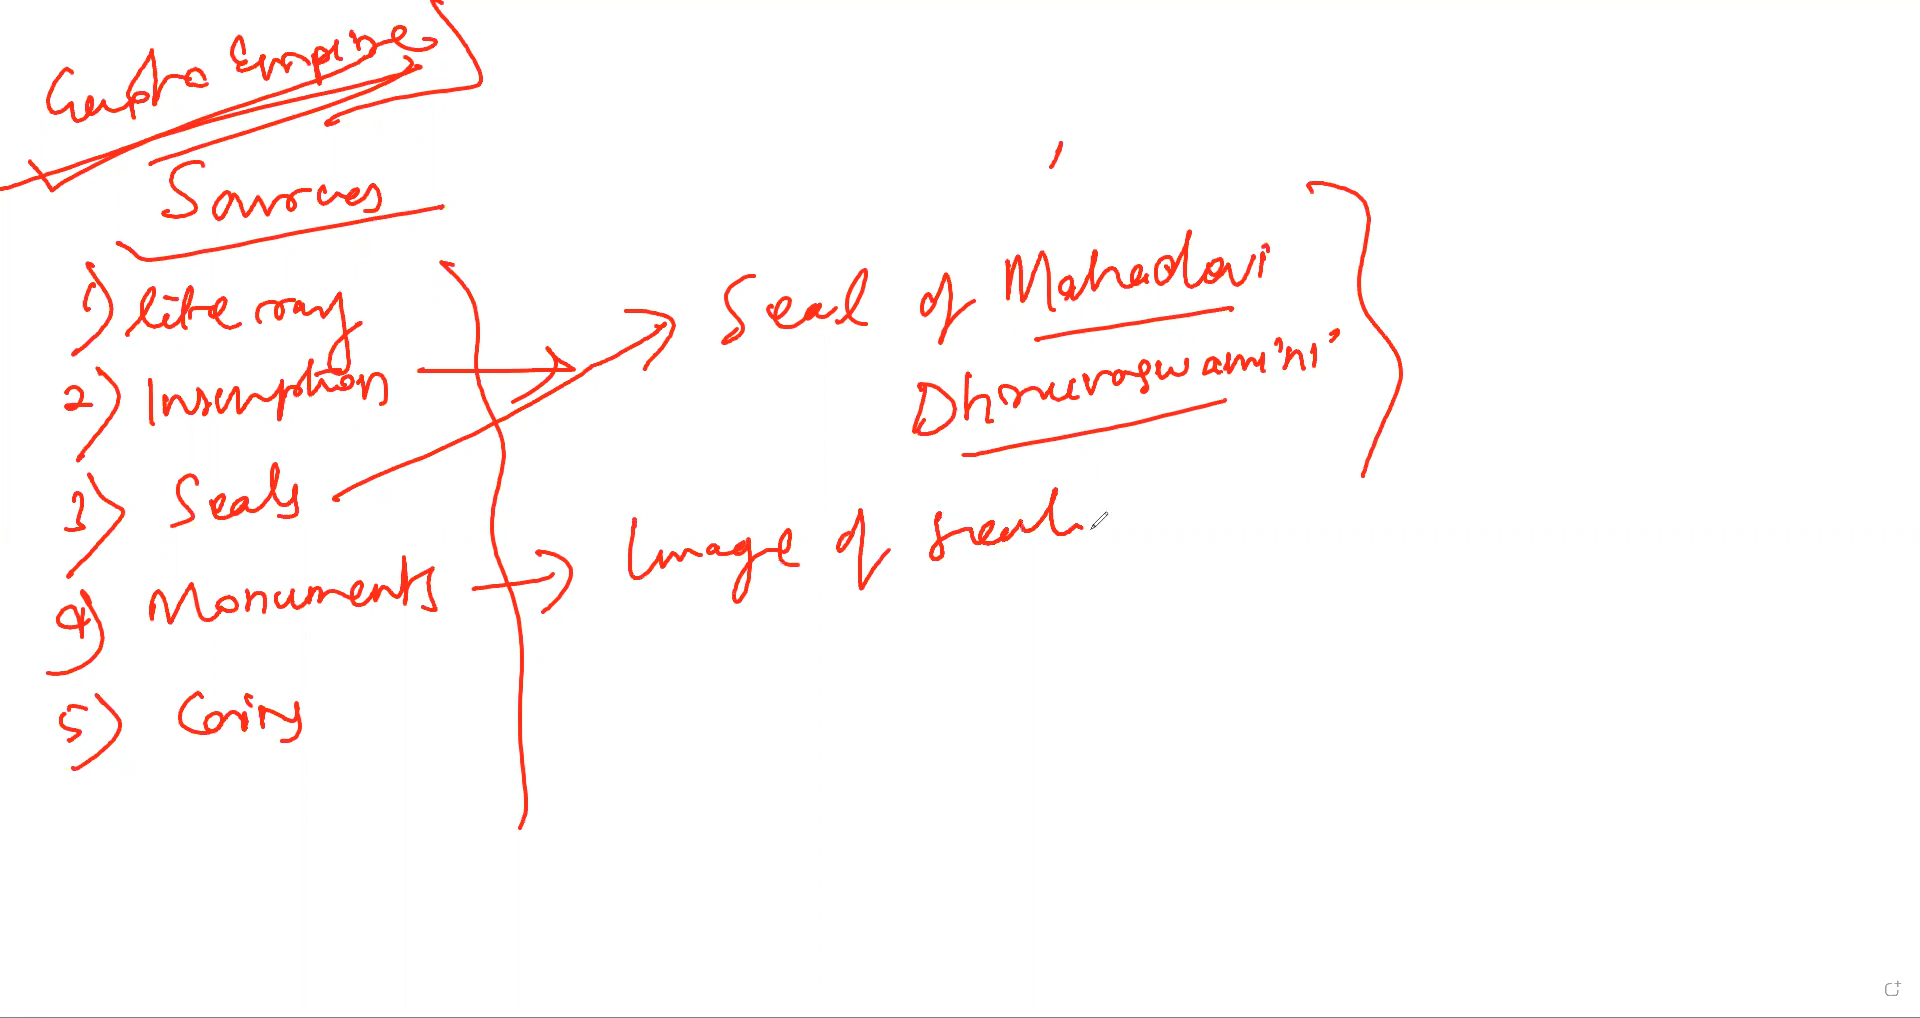 Gupta Empire
Sources
1) literary
2) Inscription
3) Seals
4) Monuments
5) Coins
Seal of Mahadevi
Dhruvaswamini
Image of